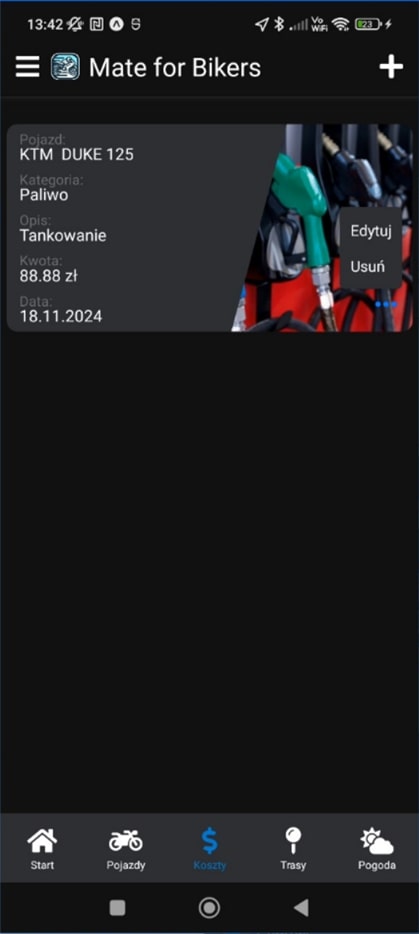 13:42
Vo
WiFi
23
Mate for Bikers
Pojazd:
KTM  DUKE 125
Kategoria:
Paliwo
Opis:
Tankowanie
Kwota:
88.88 zł
Data:
18.11.2024
Edytuj
Usuń
Start
Pojazdy
Koszty
Trasy
Pogoda